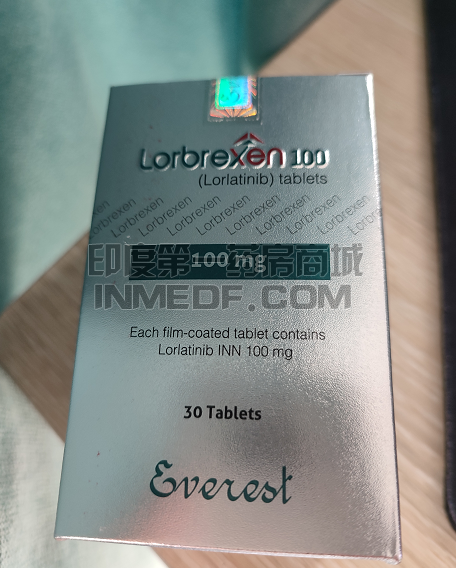 Lorbrexen 100
(Lorlatinib) tablets
Lorbrexen Lorbrexen Lorbrexen Lorbrexen Lorbrexen Lorbrexen
100 mg
印度第一药房商城
INMEDF.COM
Each film-coated tablet contains
Lorlatinib INN 100 mg
30 Tablets
Everest